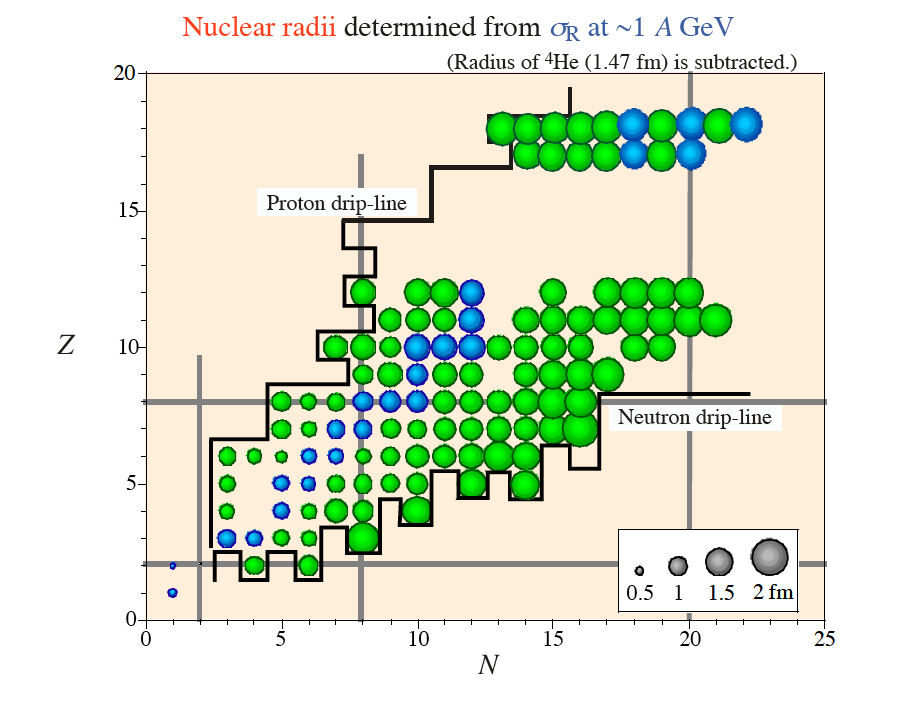 Nuclear radii determined from σR at ~1 A GeV
(Radius of ⁴He (1.47 fm) is subtracted.)
20
Proton drip-line
15
Z
10
Neutron drip-line
5
0.5 1 1.5 2 fm
0
0 5 10 15 20 25
N